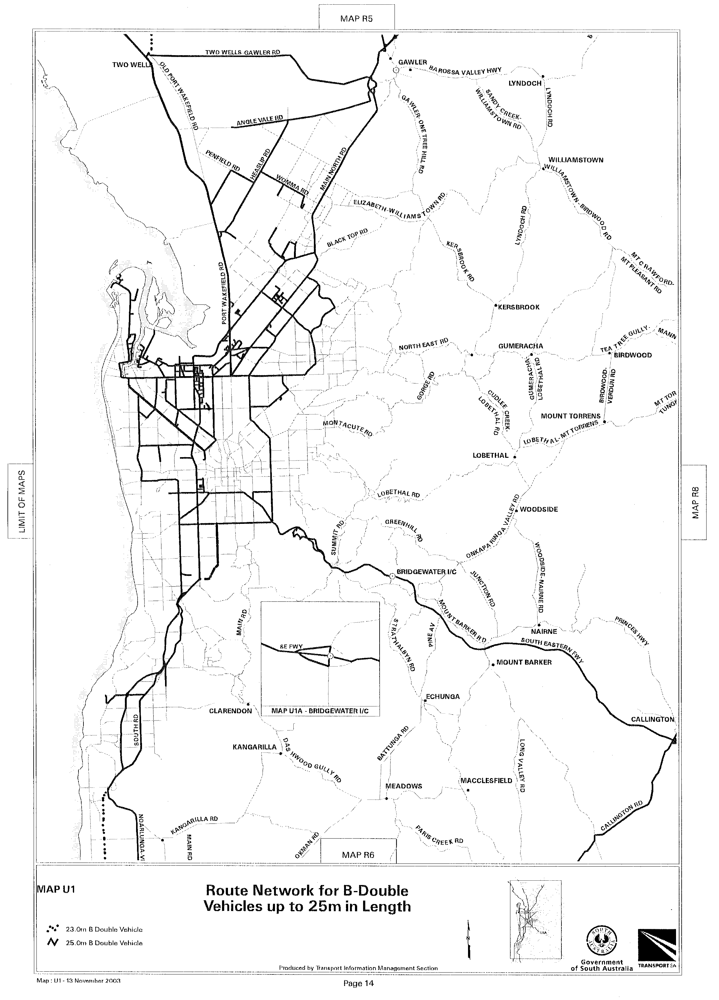 MAP R5
TWO WELLS-GAWLER RD
TWO WELLS
OLD PORT WAKEFIELD RD
GAWLER
BAROSSA VALLEY HWY
LYNDOCH
LYNDOCH RD
SANDY CREEK-
WILLIAMSTOWN RD
GAWLER-ONE TREE HILL RD
ANGLE VALE RD
PENFIELD RD
HEASLIP RD
WOMMA RD
MAIN NORTH RD
WILLIAMSTOWN
WILLIAMSTOWN-BIRDWOOD RD
ELIZABETH-WILLIAMSTOWN RD
LYNDOCH RD
BLACK TOP RD
KERSBROOK RD
MT CRAWFORD-
MT PLEASANT RD
PORT WAKEFIELD RD
KERSBROOK
NORTH EAST RD
GUMERACHA
TEA TREE GULLY-
MANN
BIRDWOOD
GORGE RD
GUMERACHA-
LOBETHAL RD
BIRDWOOD-
VERDUN RD
CUDLEE CREEK-
LOBETHAL RD
MT TOR
TUNGK
MOUNT TORRENS
MONTACUTE RD
LOBETHAL-MT TORRENS
LOBETHAL
LIMIT OF MAPS
MAP R8
LOBETHAL RD
WOODSIDE
ONKAPARINGA VALLEY RD
GREENHILL RD
SUMMIT RD
WOODSIDE-NAIRNE RD
BRIDGEWATER I/C
JUNCTION RD
MOUNT BARKER RD
MAIN RD
STRATHALBYN RD
PINE AV
NAIRNE
PRINCES HWY
SOUTH EASTERN FWY
SE FWY
MOUNT BARKER
ECHUNGA
CLARENDON
MAP U1A - BRIDGEWATER I/C
CALLINGTON
SOUTH RD
KANGARILLA
DASHWOOD GULLY RD
BATTUNGA RD
LONG VALLEY RD
MEADOWS
MACCLESFIELD
CALLINGTON RD
NOARLUNGA-VI
KANGARILLA RD
MAIN RD
OKMAN RD
PARIS CREEK RD
MAP R6
MAP U1
Route Network for B-Double
Vehicles up to 25m in Length
23.0m B Double Vehicle
25.0m B Double Vehicle
N
U1
U1A
SOUTH
AUSTRALIA
Government
of South Australia
TRANSPORT SA
Produced by Transport Information Management Section
Map : U1 - 13 November 2003
Page 14